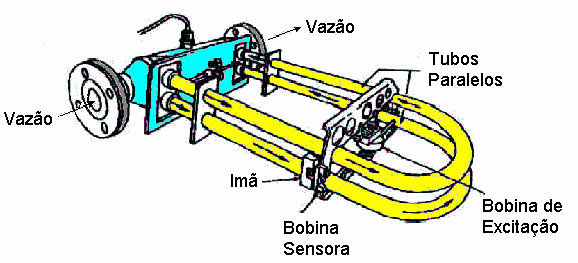 Vazão
Tubos
Paralelos
Vazão
Imã
Bobina
Sensora
Bobina de
Excitação